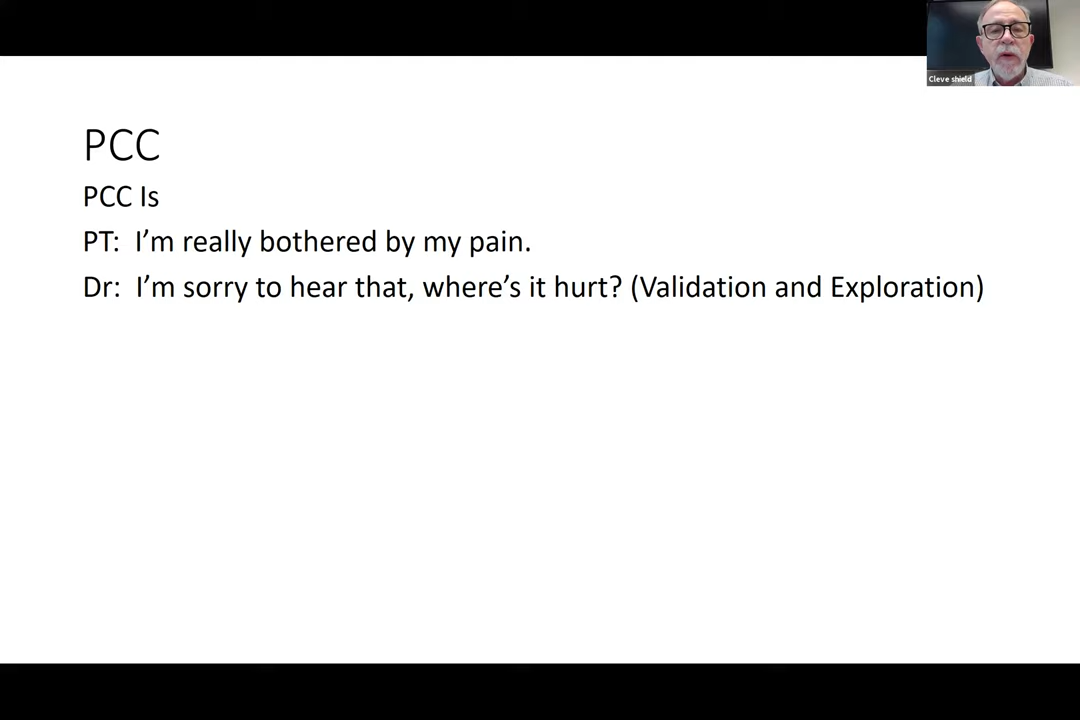 Cleve shield
PCC
PCC Is
PT:  I’m really bothered by my pain.
Dr:  I’m sorry to hear that, where’s it hurt? (Validation and Exploration)